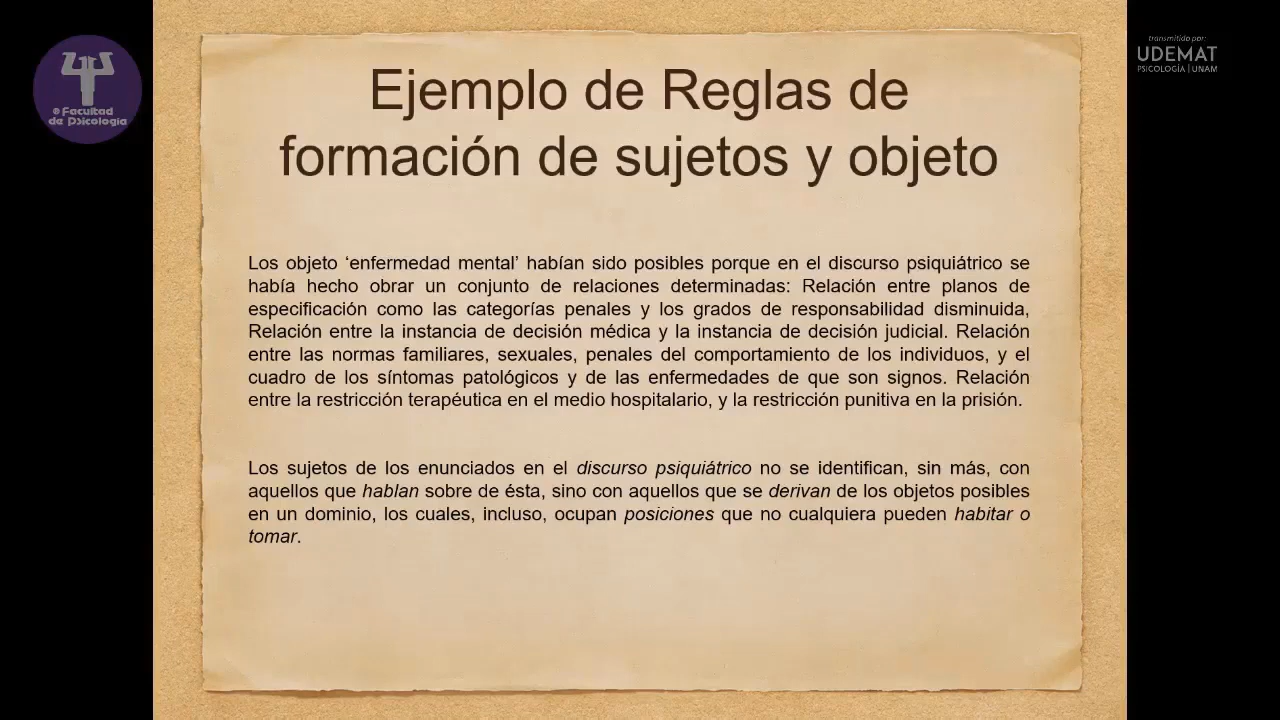 ® Facultad
de Psicología
transmitido por:
UDEMAT
PSICOLOGÍA | UNAM
Ejemplo de Reglas de
formación de sujetos y objeto
Los objeto ‘enfermedad mental’ habían sido posibles porque en el discurso psiquiátrico se
había hecho obrar un conjunto de relaciones determinadas: Relación entre planos de
especificación como las categorías penales y los grados de responsabilidad disminuida,
Relación entre la instancia de decisión médica y la instancia de decisión judicial. Relación
entre las normas familiares, sexuales, penales del comportamiento de los individuos, y el
cuadro de los síntomas patológicos y de las enfermedades de que son signos. Relación
entre la restricción terapéutica en el medio hospitalario, y la restricción punitiva en la prisión.
Los sujetos de los enunciados en el discurso psiquiátrico no se identifican, sin más, con
aquellos que hablan sobre de ésta, sino con aquellos que se derivan de los objetos posibles
en un dominio, los cuales, incluso, ocupan posiciones que no cualquiera pueden habitar o
tomar.